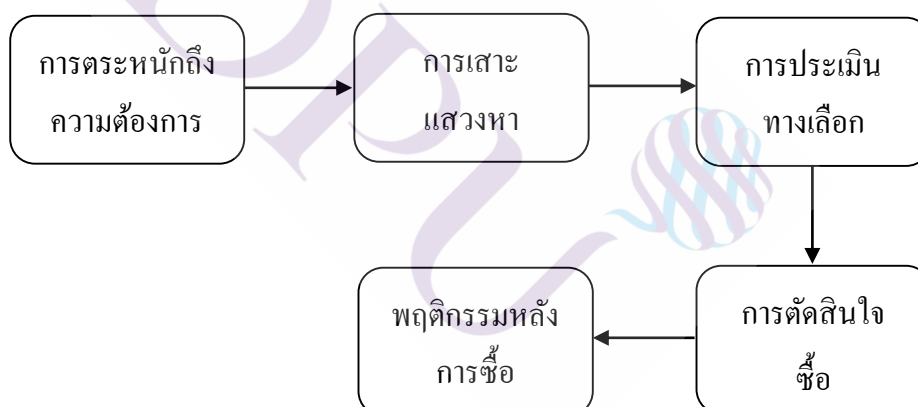 การตระหนักถึง
ความต้องการ
การเสาะ
แสวงหา
การประเมิน
ทางเลือก
การตัดสินใจ
ซื้อ
พฤติกรรมหลัง
การซื้อ
DPU